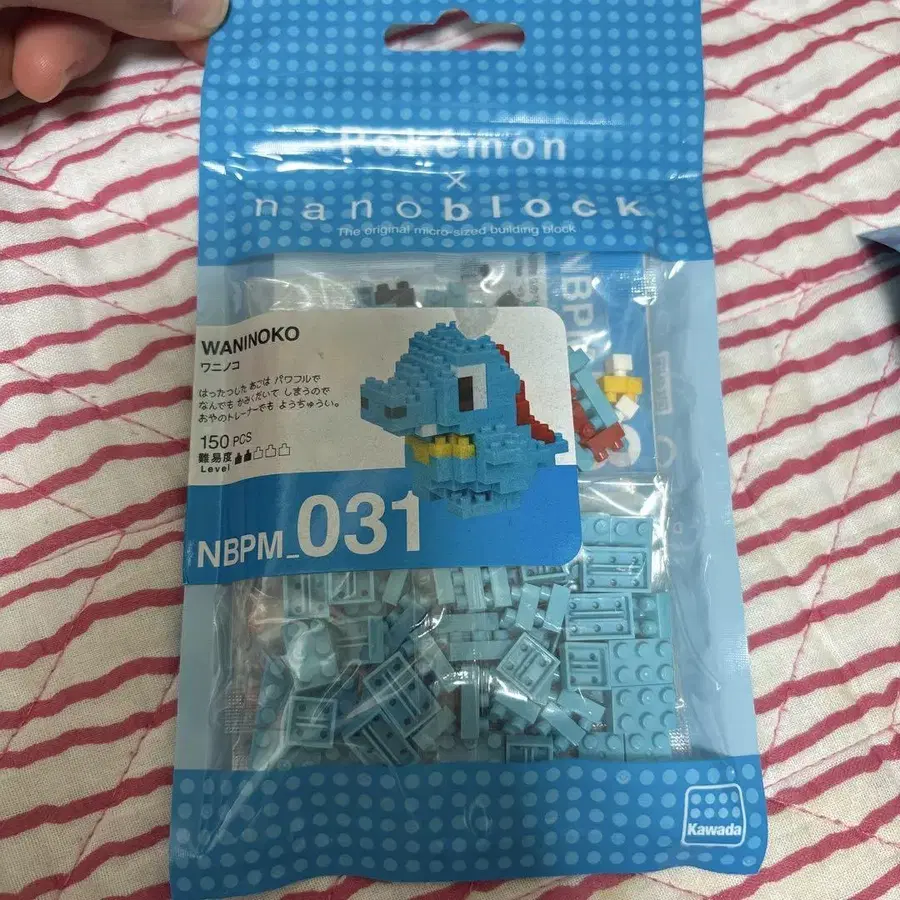 Pokémon
×
nanoblock
The original micro-sized building block
NBP
WANINOKO
ワニノコ
はったつした あごは パワフルで
なんでも かみくだいて しまうので
おやのトレーナーでも ようちゅうい。
150 PCS
難易度
Level
NBPM_031
Kawada